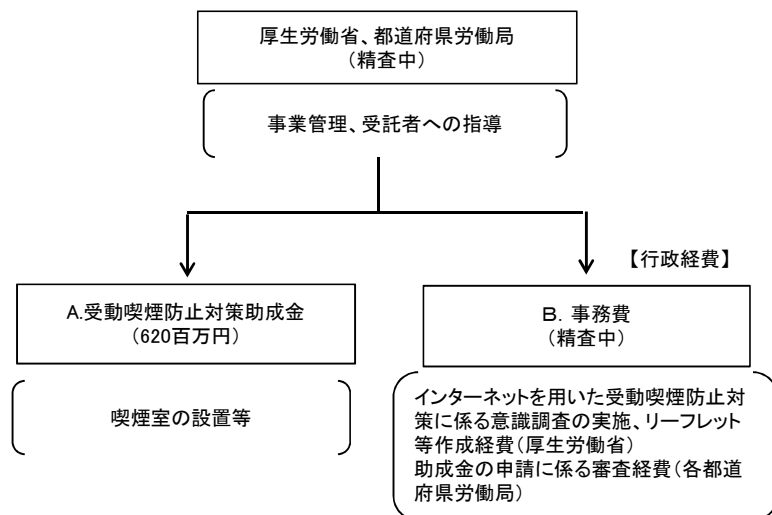 厚生労働省、都道府県労働局
（精査中）
事業管理、受託者への指導
【行政経費】
A.受動喫煙防止対策助成金
（620百万円）
B．事務費
（精査中）
喫煙室の設置等
インターネットを用いた受動喫煙防止対
策に係る意識調査の実施、リーフレット
等作成経費（厚生労働省）
助成金の申請に係る審査経費（各都道
府県労働局）